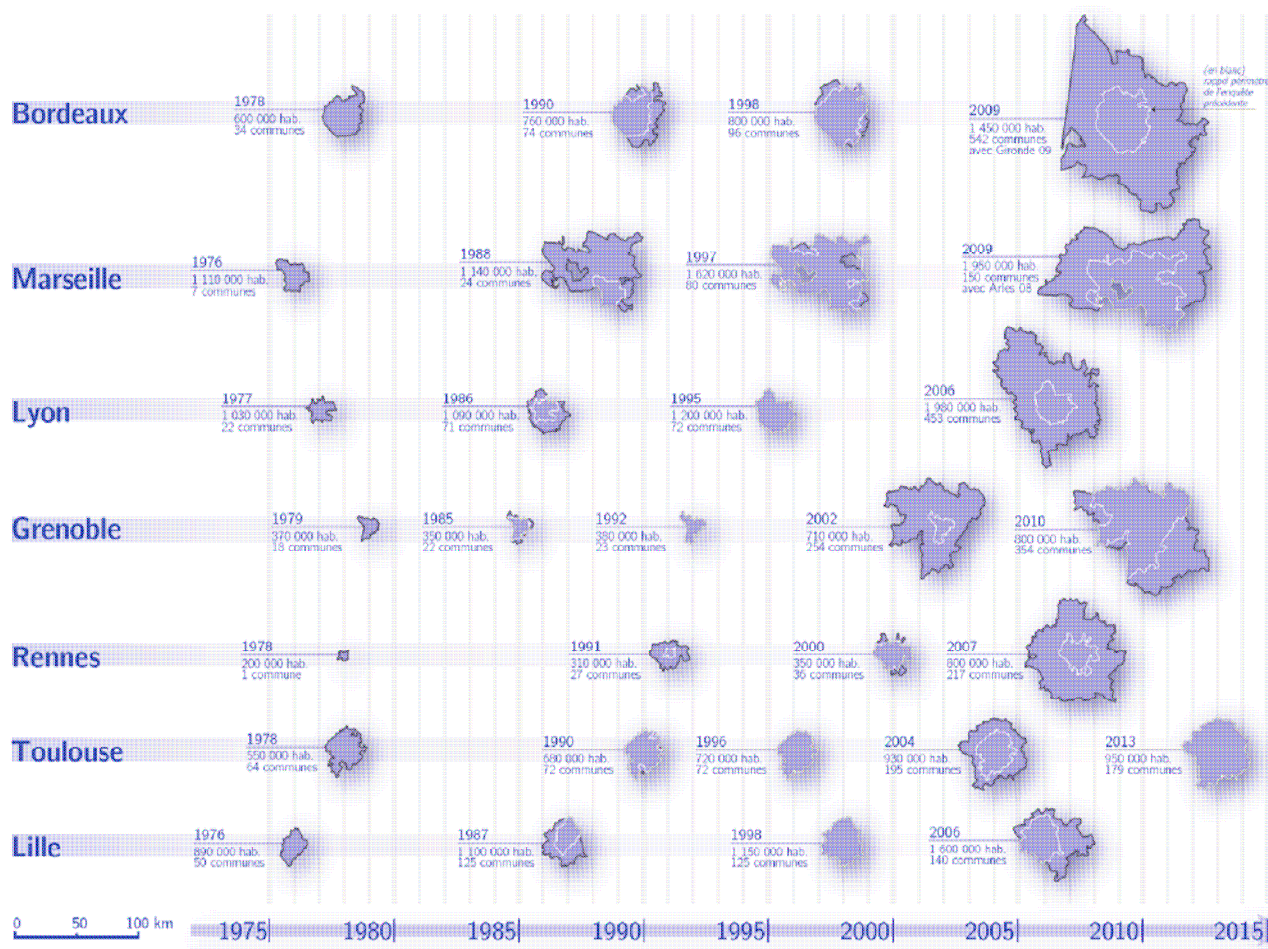 Bordeaux
1978
600 000 hab.
34 communes
1990
760 000 hab.
74 communes
1998
800 000 hab.
96 communes
2009
1 450 000 hab.
542 communes
avec Gironde 09
(en blanc)
rappel périmètre
de l'enquête
précédente
Marseille
1976
1 110 000 hab.
7 communes
1988
1 140 000 hab.
24 communes
1997
1 620 000 hab.
80 communes
2009
1 950 000 hab.
150 communes
avec Arles 08
Lyon
1977
1 030 000 hab.
22 communes
1986
1 090 000 hab.
71 communes
1995
1 200 000 hab.
72 communes
2006
1 980 000 hab.
453 communes
Grenoble
1979
370 000 hab.
18 communes
1985
350 000 hab.
22 communes
1992
380 000 hab.
23 communes
2002
710 000 hab.
254 communes
2010
800 000 hab.
354 communes
Rennes
1978
200 000 hab.
1 commune
1991
310 000 hab.
27 communes
2000
350 000 hab.
36 communes
2007
800 000 hab.
217 communes
Toulouse
1978
550 000 hab.
64 communes
1990
680 000 hab.
72 communes
1996
720 000 hab.
72 communes
2004
930 000 hab.
195 communes
2013
950 000 hab.
179 communes
Lille
1976
890 000 hab.
50 communes
1987
1 100 000 hab.
125 communes
1998
1 150 000 hab.
125 communes
2006
1 600 000 hab.
140 communes
0 50 100 km
1975 1980 1985 1990 1995 2000 2005 2010 2015